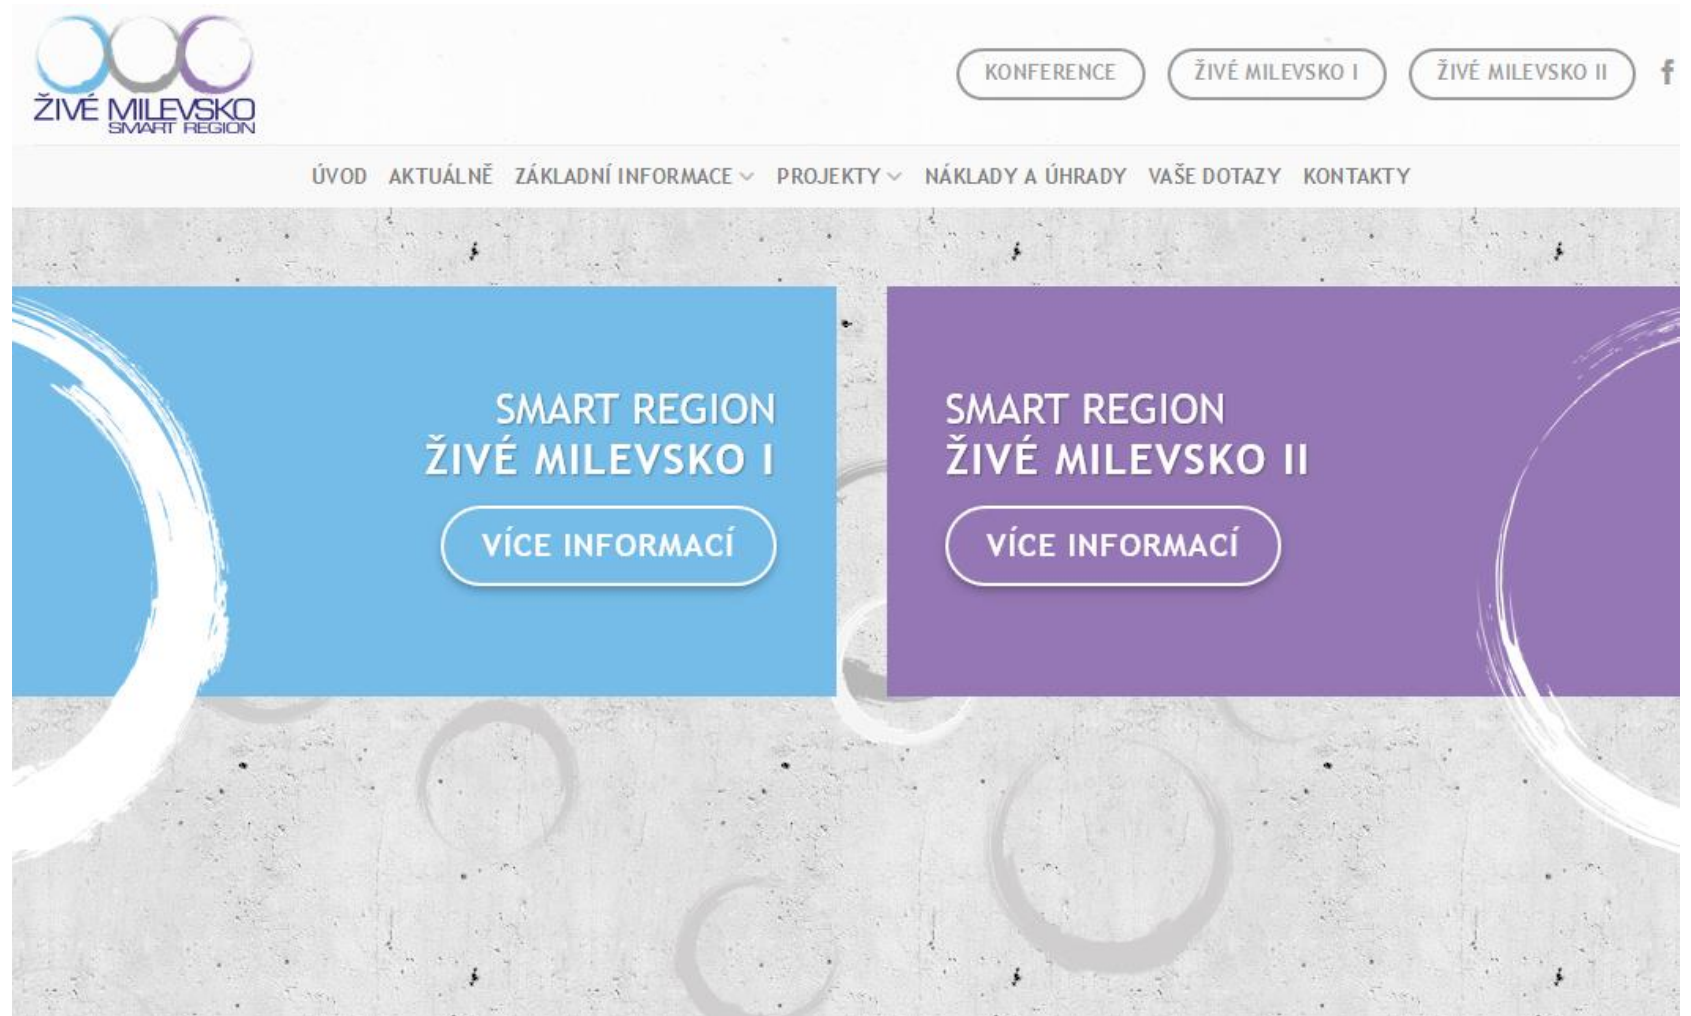 ŽIVÉ MILEVSKO
SMART REGION
KONFERENCE
ŽIVÉ MILEVSKO I
ŽIVÉ MILEVSKO II
ÚVOD AKTUÁLNĚ ZÁKLADNÍ INFORMACE PROJEKTY NÁKLADY A ÚHRADY VAŠE DOTAZY KONTAKTY
SMART REGION
ŽIVÉ MILEVSKO I
VÍCE INFORMACÍ
SMART REGION
ŽIVÉ MILEVSKO II
VÍCE INFORMACÍ